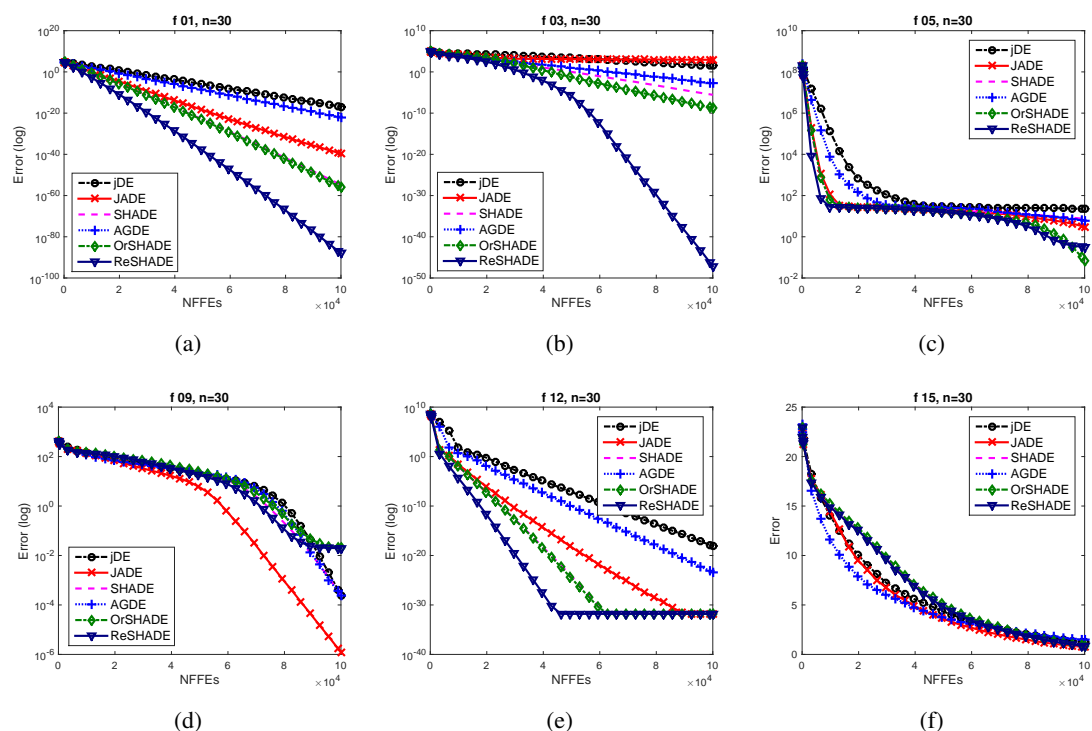 f 01, n=30
10^20
10^0
10^-20
10^-40
10^-60
10^-80
10^-100
Error (log)
jDE
JADE
SHADE
AGDE
OrSHADE
ReSHADE
0 2 4 6 8 10
NFFEs
×10^4
(a)
f 03, n=30
10^10
10^0
10^-10
10^-20
10^-30
10^-40
10^-50
Error (log)
jDE
JADE
SHADE
AGDE
OrSHADE
ReSHADE
0 2 4 6 8 10
NFFEs
×10^4
(b)
f 05, n=30
10^8
10^6
10^4
10^2
10^0
10^-2
Error (log)
jDE
JADE
SHADE
AGDE
OrSHADE
ReSHADE
0 2 4 6 8 10
NFFEs
×10^4
(c)
f 09, n=30
10^4
10^2
10^0
10^-2
10^-4
10^-6
Error (log)
jDE
JADE
SHADE
AGDE
OrSHADE
ReSHADE
0 2 4 6 8 10
NFFEs
×10^4
(d)
f 12, n=30
10^10
10^0
10^-10
10^-20
10^-30
10^-40
Error (log)
jDE
JADE
SHADE
AGDE
OrSHADE
ReSHADE
0 2 4 6 8 10
NFFEs
×10^4
(e)
f 15, n=30
25
20
15
10
5
0
Error
jDE
JADE
SHADE
AGDE
OrSHADE
ReSHADE
0 2 4 6 8 10
NFFEs
×10^4
(f)